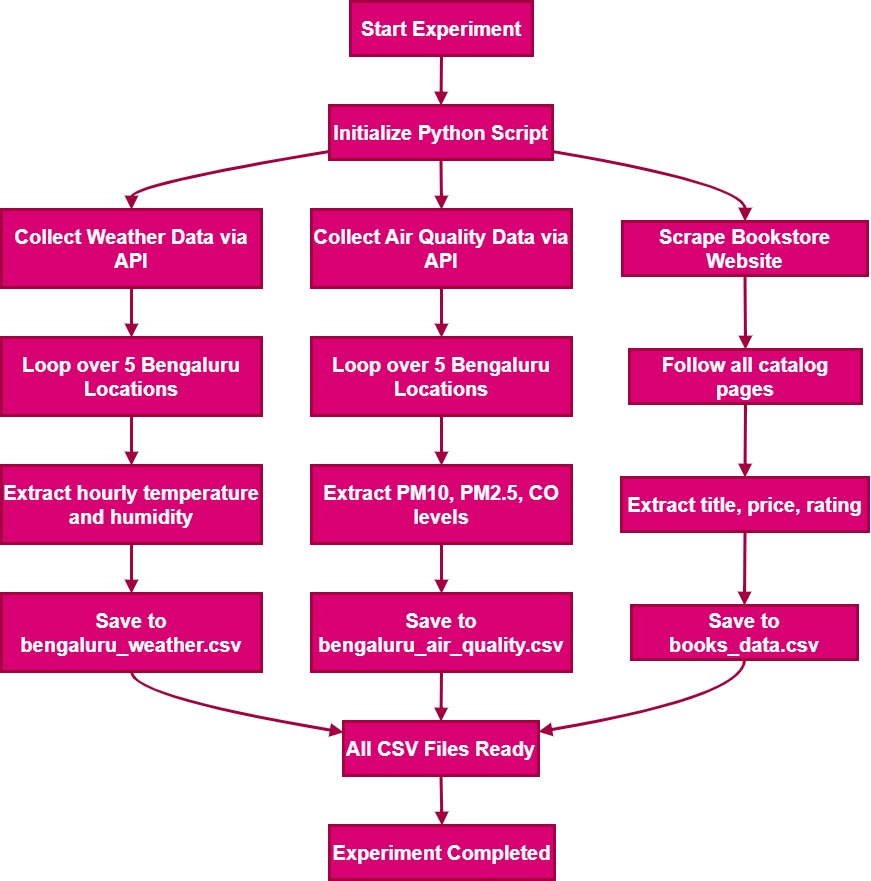 Start Experiment
Initialize Python Script
Collect Weather Data via
API
Collect Air Quality Data via
API
Scrape Bookstore
Website
Loop over 5 Bengaluru
Locations
Loop over 5 Bengaluru
Locations
Follow all catalog
pages
Extract hourly temperature
and humidity
Extract PM10, PM2.5, CO
levels
Extract title, price, rating
Save to
bengaluru_weather.csv
Save to
bengaluru_air_quality.csv
Save to
books_data.csv
All CSV Files Ready
Experiment Completed